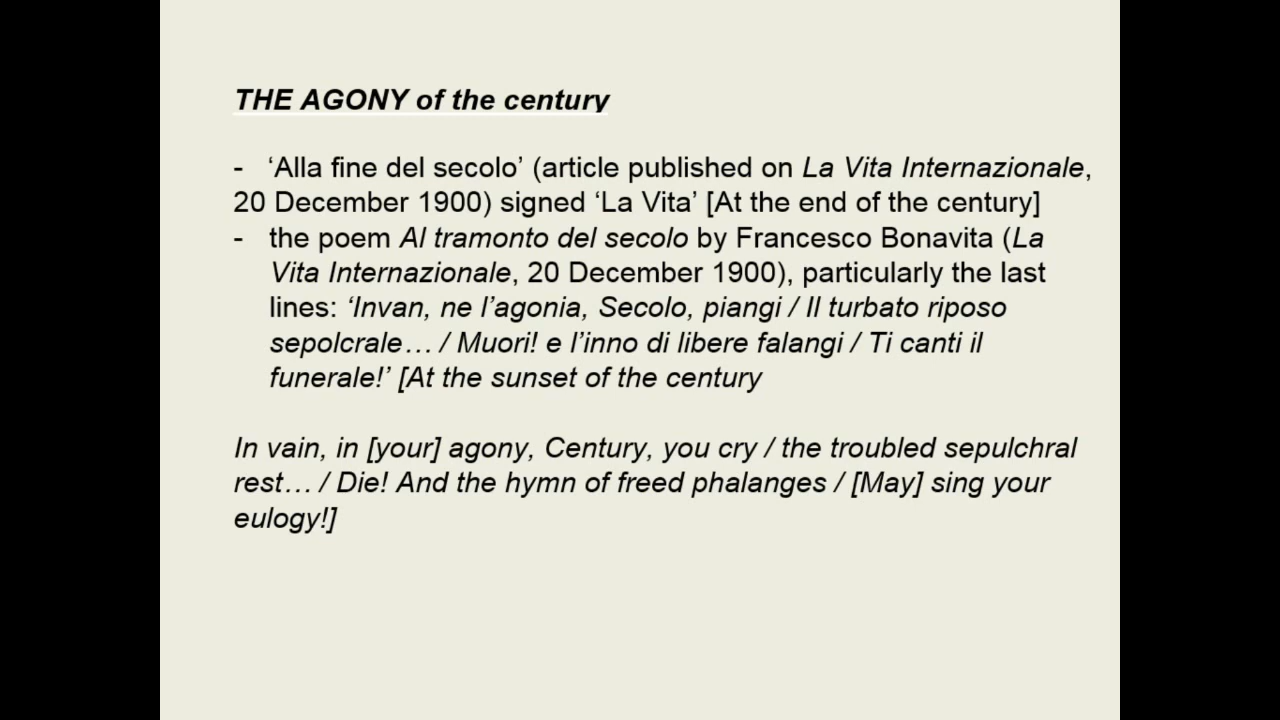 THE AGONY of the century
- ‘Alla fine del secolo’ (article published on La Vita Internazionale,
20 December 1900) signed ‘La Vita’ [At the end of the century]
- the poem Al tramonto del secolo by Francesco Bonavita (La
Vita Internazionale, 20 December 1900), particularly the last
lines: ‘Invan, ne l’agonia, Secolo, piangi / Il turbato riposo
sepolcrale… / Muori! e l’inno di libere falangi / Ti canti il
funerale!’ [At the sunset of the century
In vain, in [your] agony, Century, you cry / the troubled sepulchral
rest… / Die! And the hymn of freed phalanges / [May] sing your
eulogy!]